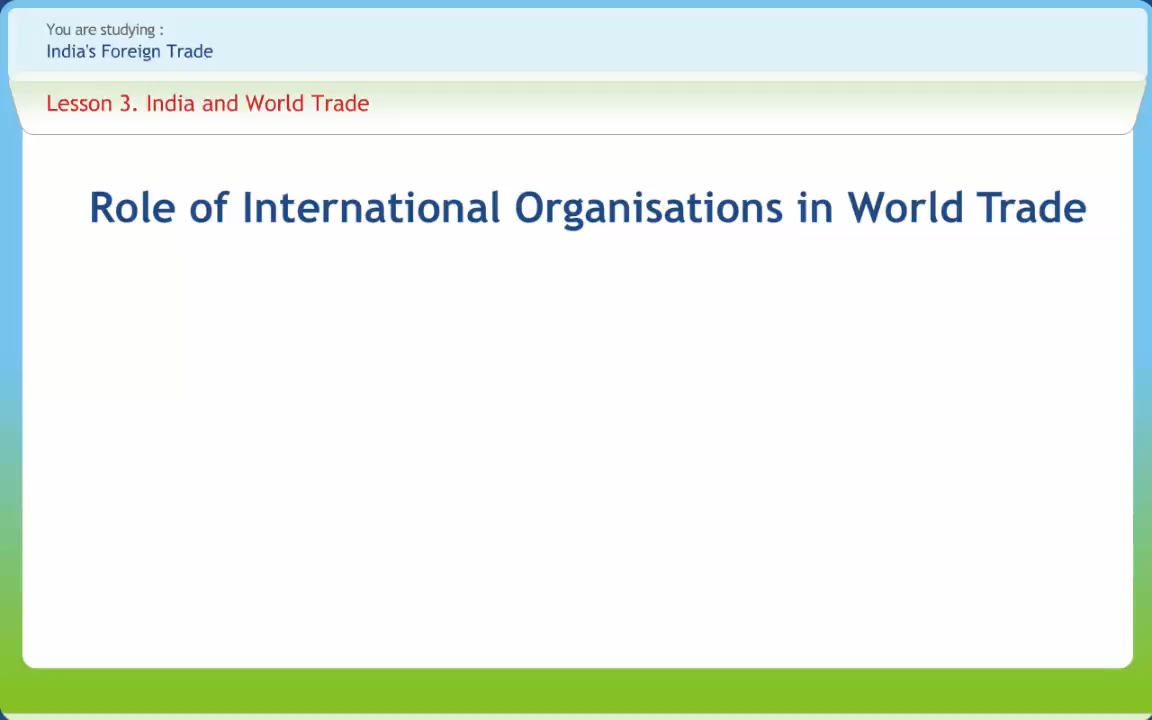 You are studying :
India's Foreign Trade
Lesson 3. India and World Trade
Role of International Organisations in World Trade